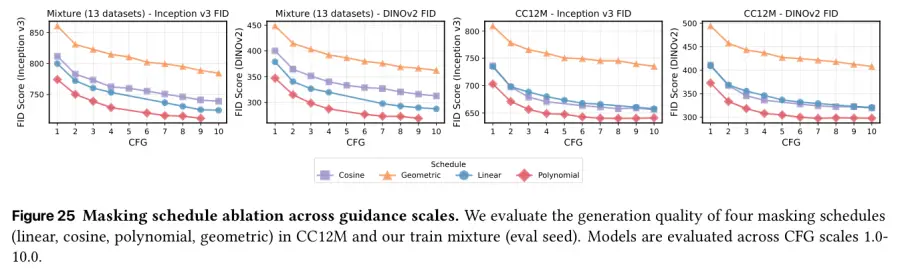 Mixture (13 datasets) - Inception v3 FID
FID Score (Inception v3)
850
800
750
1 2 3 4 5 6 7 8 9 10
CFG
Mixture (13 datasets) - DINOv2 FID
FID Score (DINOv2)
450
400
350
300
1 2 3 4 5 6 7 8 9 10
CFG
CC12M - Inception v3 FID
FID Score (Inception v3)
800
750
700
650
1 2 3 4 5 6 7 8 9 10
CFG
CC12M - DINOv2 FID
FID Score (DINOv2)
500
450
400
350
300
1 2 3 4 5 6 7 8 9 10
CFG
Schedule
Cosine Geometric Linear Polynomial
Figure 25 Masking schedule ablation across guidance scales. We evaluate the generation quality of four masking schedules
(linear, cosine, polynomial, geometric) in CC12M and our train mixture (eval seed). Models are evaluated across CFG scales 1.0-
10.0.